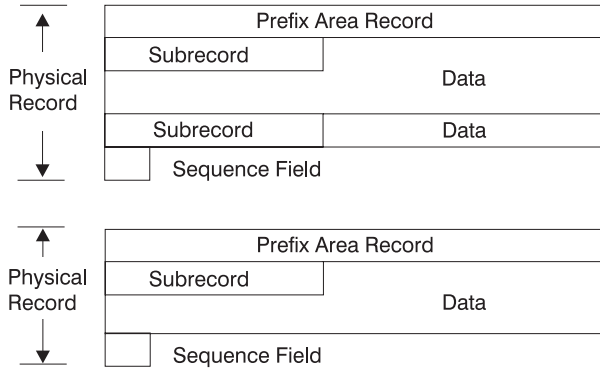 Prefix Area Record
Subrecord
Physical
Record
Data
Subrecord
Data
Sequence Field
Prefix Area Record
Subrecord
Physical
Record
Data
Sequence Field